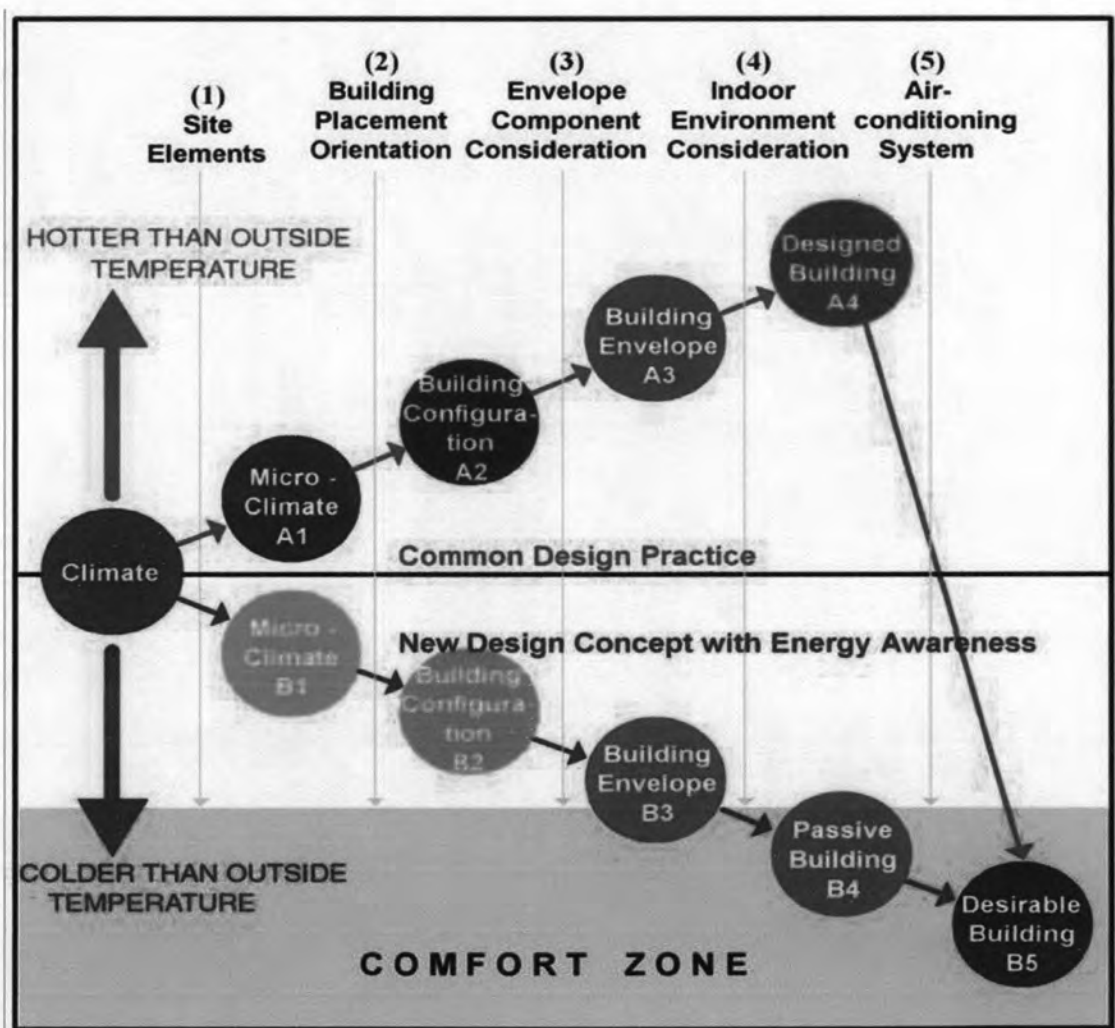 (1)
Site
Elements
(2)
Building
Placement
Orientation
(3)
Envelope
Component
Consideration
(4)
Indoor
Environment
Consideration
(5)
Air-
conditioning
System
HOTTER THAN OUTSIDE
TEMPERATURE
Designed
Building
A4
Building
Envelope
A3
Building
Configura-
tion
A2
Micro -
Climate
A1
Climate
Common Design Practice
New Design Concept with Energy Awareness
Micro -
Climate
B1
Building
Configura-
tion
B2
Building
Envelope
B3
Passive
Building
B4
Desirable
Building
B5
COLDER THAN OUTSIDE
TEMPERATURE
COMFORT ZONE